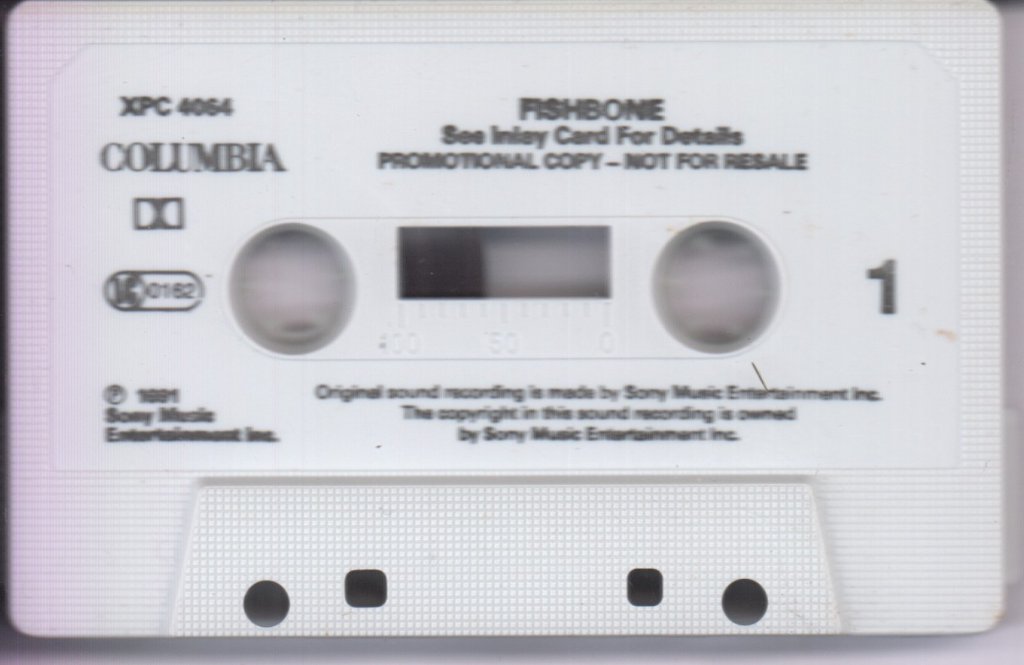 XPC 4064
COLUMBIA
FISHBONE
See Inlay Card For Details
PROMOTIONAL COPY – NOT FOR RESALE
0162
1
100 50 0
℗ 1991
Sony Music
Entertainment Inc.
Original sound recording is made by Sony Music Entertainment Inc.
The copyright in this sound recording is owned
by Sony Music Entertainment Inc.